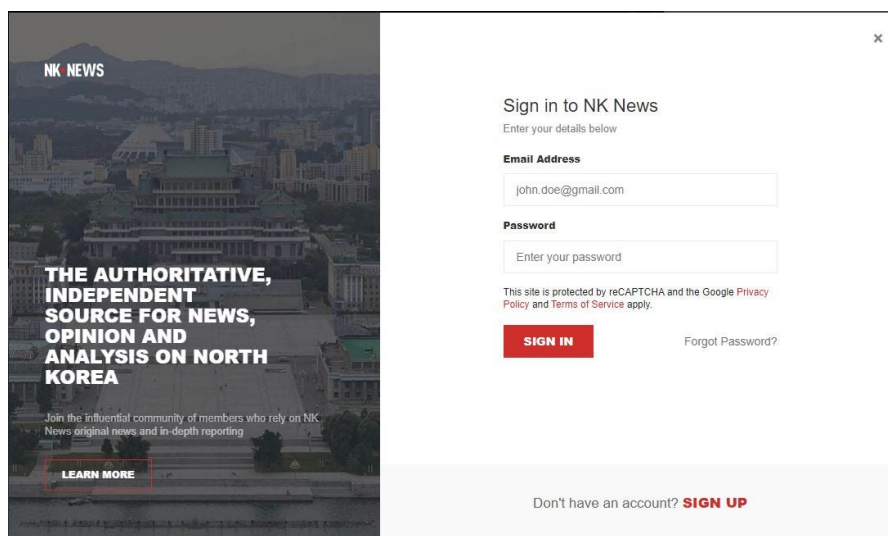 NK NEWS
THE AUTHORITATIVE,
INDEPENDENT
SOURCE FOR NEWS,
OPINION AND
ANALYSIS ON NORTH
KOREA
Join the influential community of members who rely on NK
News original news and in-depth reporting
LEARN MORE
×
Sign in to NK News
Enter your details below
Email Address
john.doe@gmail.com
Password
Enter your password
This site is protected by reCAPTCHA and the Google Privacy
Policy and Terms of Service apply.
SIGN IN
Forgot Password?
Don't have an account? SIGN UP